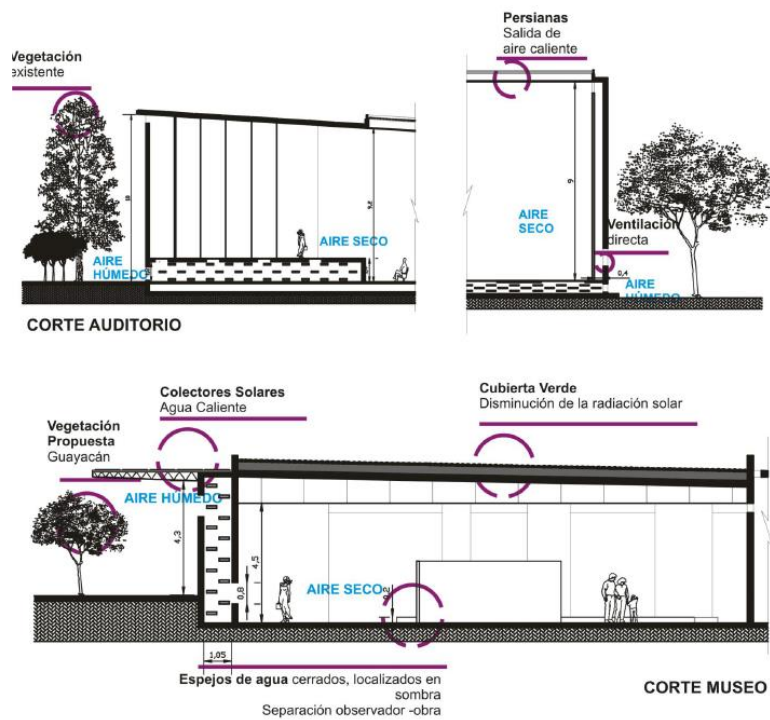 Vegetación
existente
Persianas
Salida de
aire caliente
AIRE
HÚMEDO
AIRE SECO
8
AIRE
SECO
9
Ventilación
directa
0,4
AIRE
HÚMEDO
CORTE AUDITORIO
Colectores Solares
Agua Caliente
Cubierta Verde
Disminución de la radiación solar
Vegetación
Propuesta
Guayacán
AIRE HÚMEDO
4,3
4,5
0,8
AIRE SECO
0,2
1,05
Espejos de agua cerrados, localizados en
sombra
Separación observador -obra
CORTE MUSEO